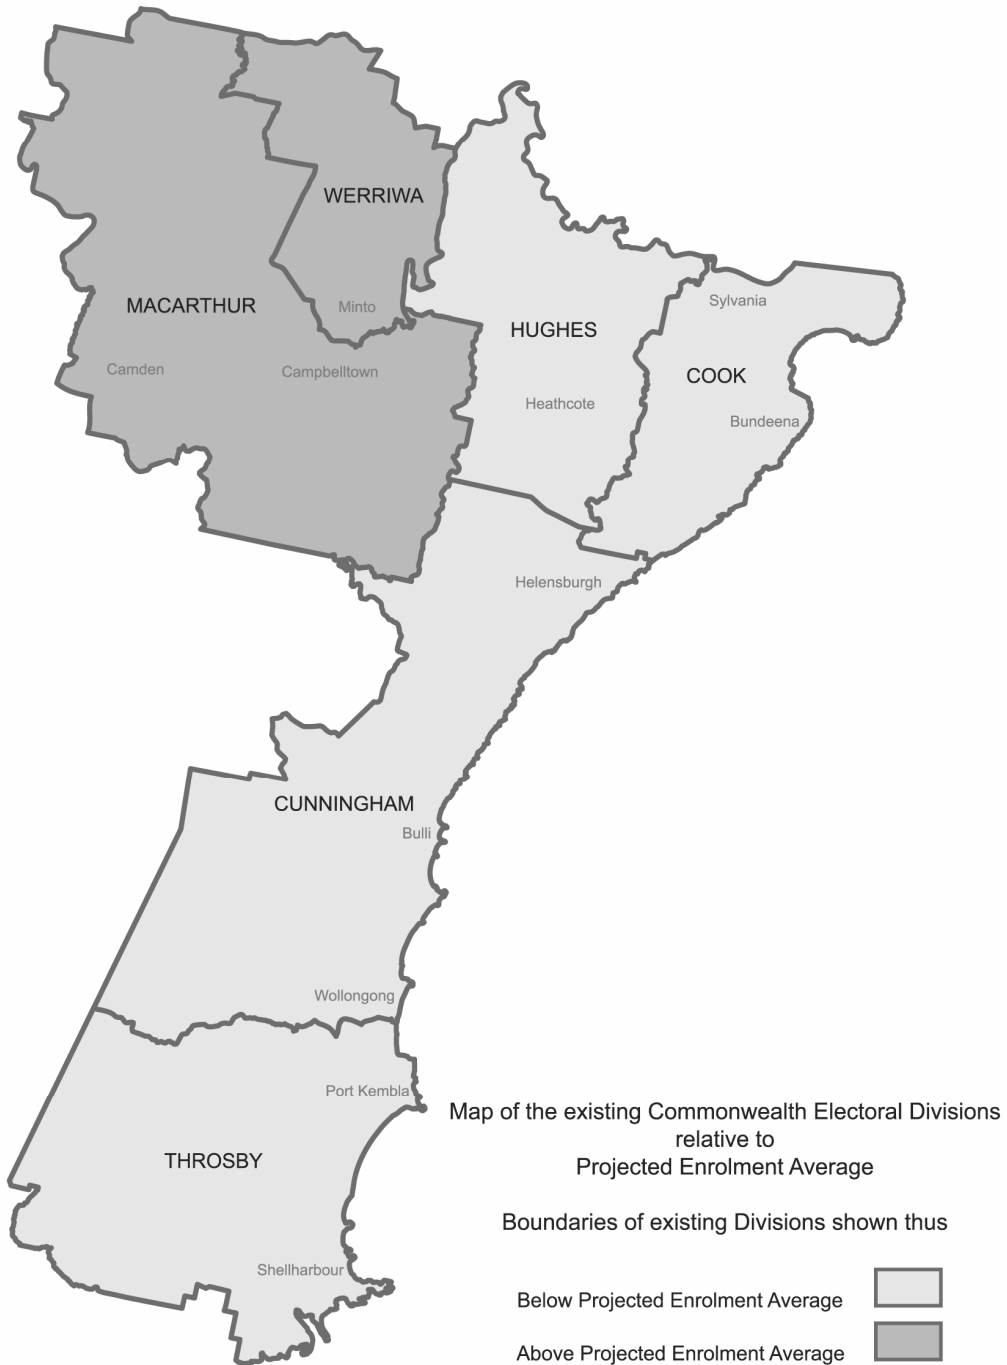 WERRIWA
MACARTHUR
Minto
Sylvania
HUGHES
Camden
Campbelltown
COOK
Heathcote
Bundeena
Helensburgh
CUNNINGHAM
Bulli
Wollongong
Port Kembla
THROSBY
Shellharbour
Map of the existing Commonwealth Electoral Divisions
relative to
Projected Enrolment Average
Boundaries of existing Divisions shown thus
Below Projected Enrolment Average
Above Projected Enrolment Average